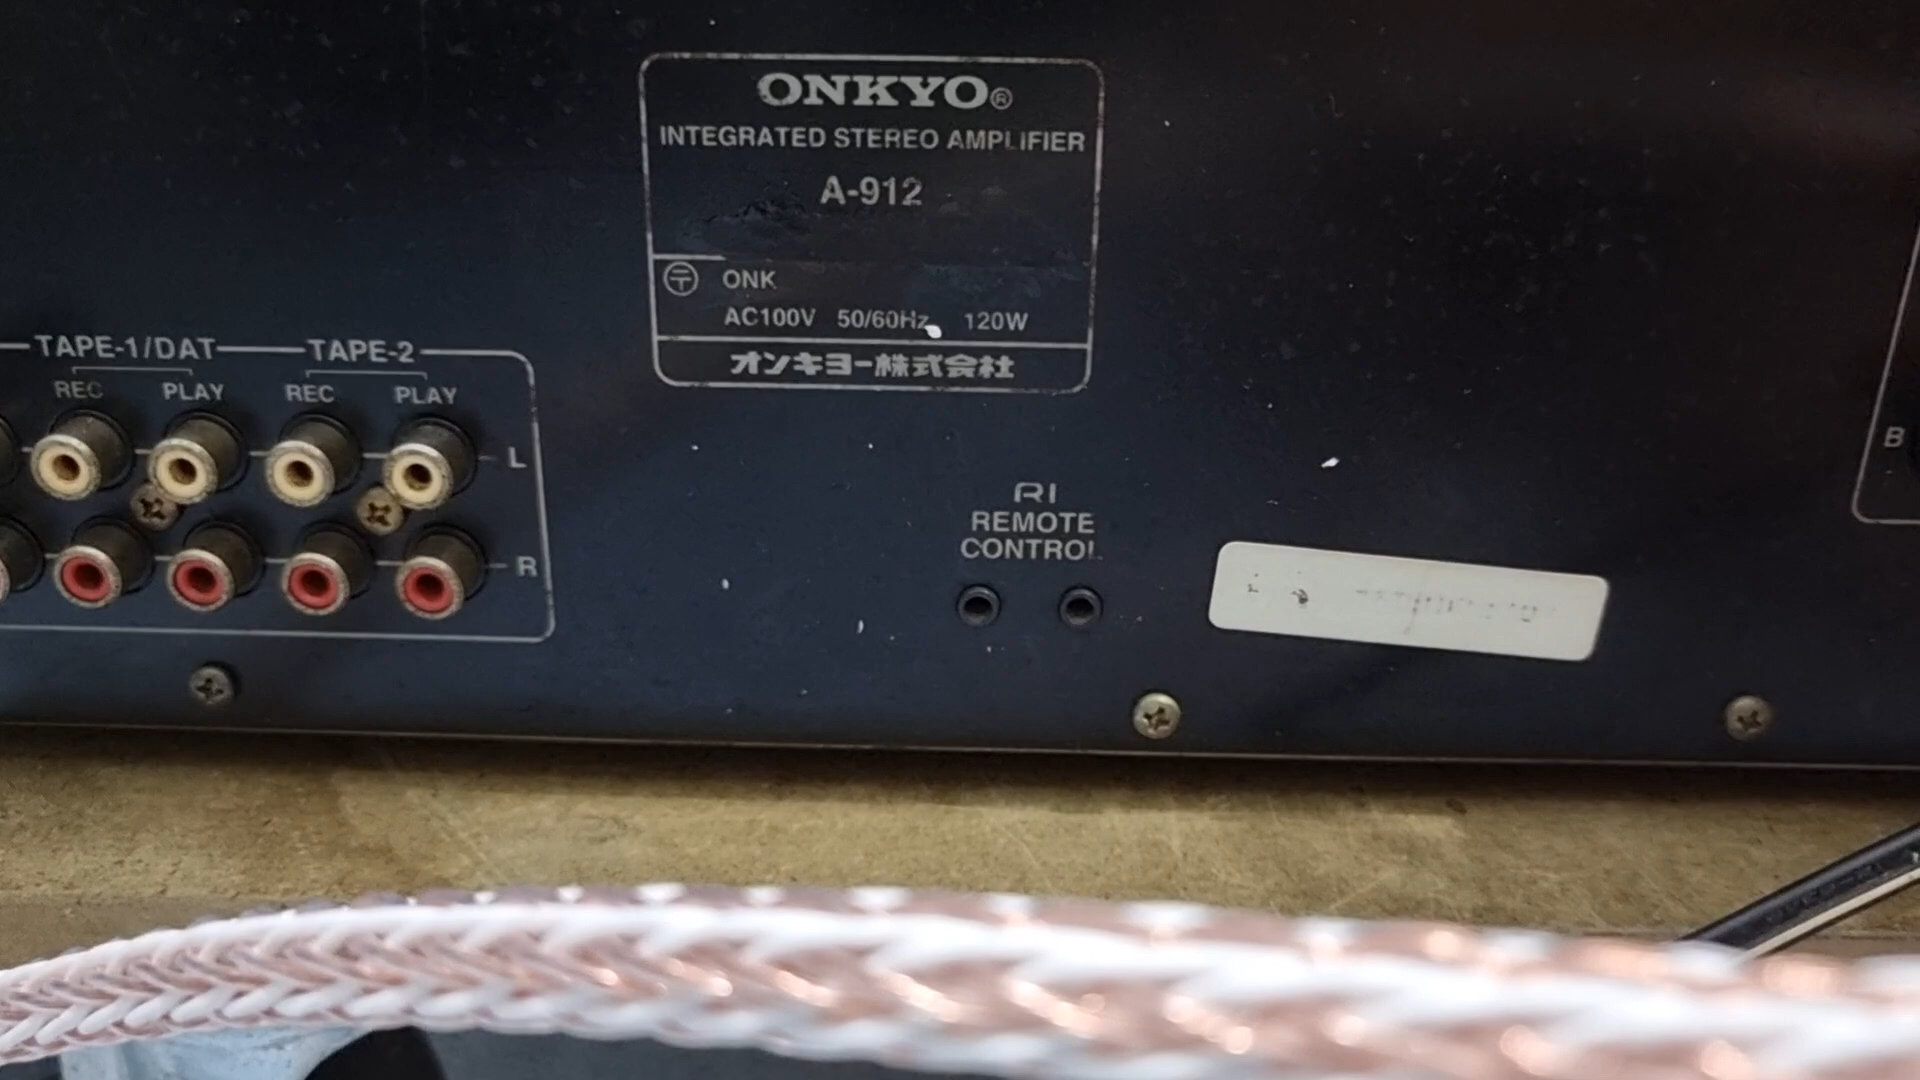 ONKYO®
INTEGRATED STEREO AMPLIFIER
A-912
〒 ONK
AC100V 50/60Hz 120W
オンキヨー株式会社
TAPE-1/DAT TAPE-2
REC PLAY REC PLAY
L
R
RI
REMOTE
CONTROL
B